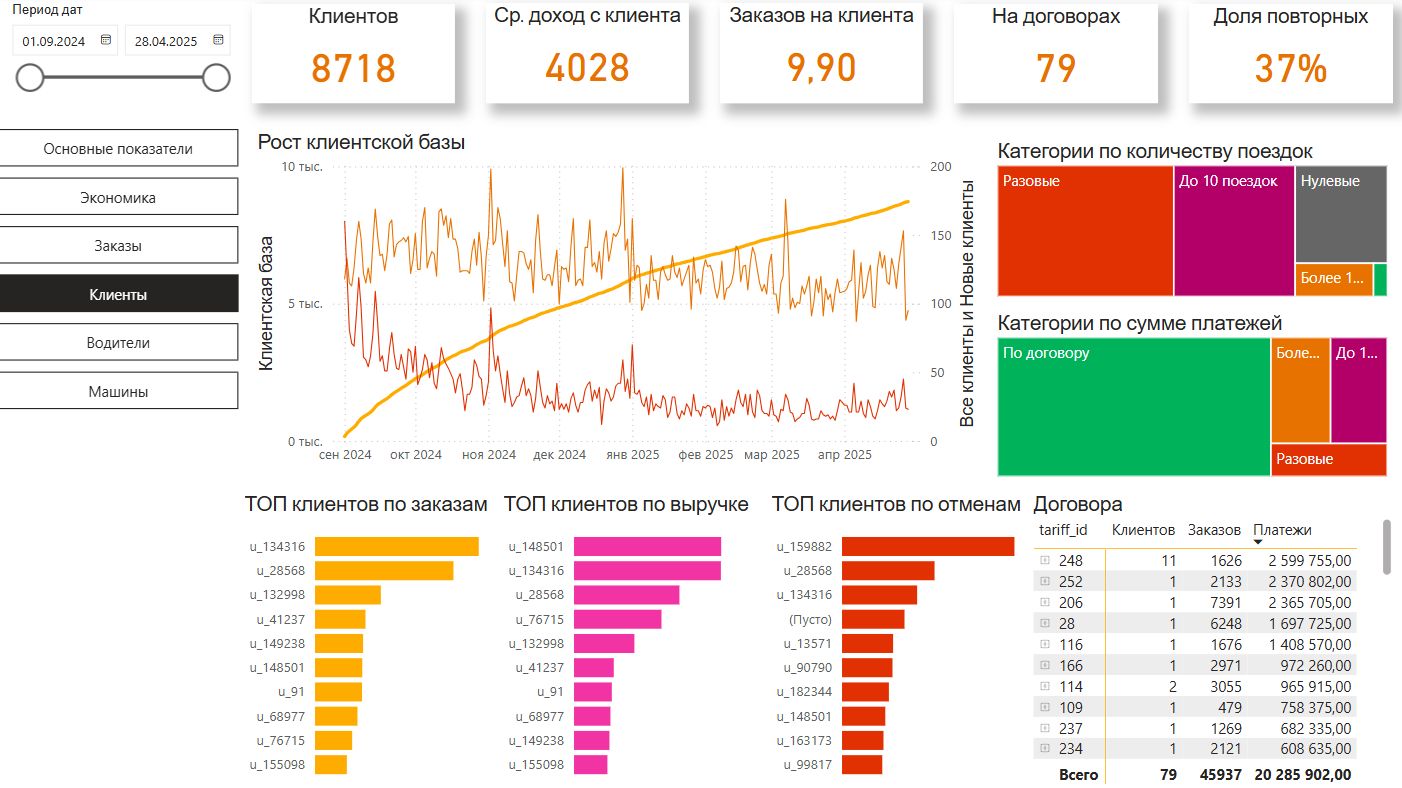 Период дат
01.09.2024 28.04.2025
Клиентов
8718
Ср. доход с клиента
4028
Заказов на клиента
9,90
На договорах
79
Доля повторных
37%
Основные показатели
Экономика
Заказы
Клиенты
Водители
Машины
Рост клиентской базы
10 тыс.
5 тыс.
0 тыс.
Клиентская база
200
150
100
50
0
Все клиенты и Новые клиенты
сен 2024 окт 2024 ноя 2024 дек 2024 янв 2025 фев 2025 мар 2025 апр 2025
Категории по количеству поездок
Разовые
До 10 поездок
Нулевые
Более 1...
Категории по сумме платежей
По договору
Боле...
До 1...
Разовые
ТОП клиентов по заказам
u_134316
u_28568
u_132998
u_41237
u_149238
u_148501
u_91
u_68977
u_76715
u_155098
ТОП клиентов по выручке
u_148501
u_134316
u_28568
u_76715
u_132998
u_41237
u_91
u_68977
u_149238
u_155098
ТОП клиентов по отменам
u_159882
u_28568
u_134316
(Пусто)
u_13571
u_90790
u_182344
u_148501
u_163173
u_99817
Договора
tariff_id Клиентов Заказов Платежи
248 11 1626 2 599 755,00
252 1 2133 2 370 802,00
206 1 7391 2 365 705,00
28 1 6248 1 697 725,00
116 1 1676 1 408 570,00
166 1 2971 972 260,00
114 2 3055 965 915,00
109 1 479 758 375,00
237 1 1269 682 335,00
234 1 2121 608 635,00
Всего 79 45937 20 285 902,00